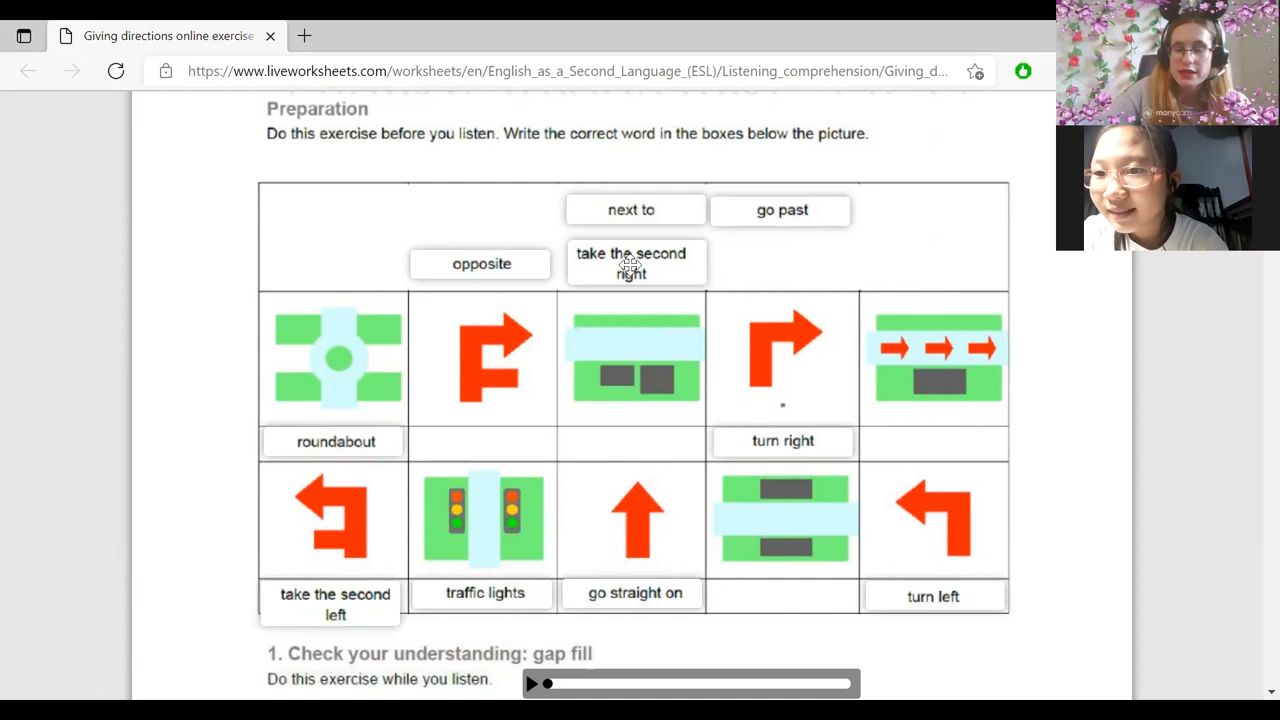 Giving directions online exercise
https://www.liveworksheets.com/worksheets/en/English_as_a_Second_Language_(ESL)/Listening_comprehension/Giving_d...
manycam
Preparation
Do this exercise before you listen. Write the correct word in the boxes below the picture.
next to
go past
opposite
take the second
right
roundabout
turn right
take the second
left
traffic lights
go straight on
turn left
1. Check your understanding: gap fill
Do this exercise while you listen.